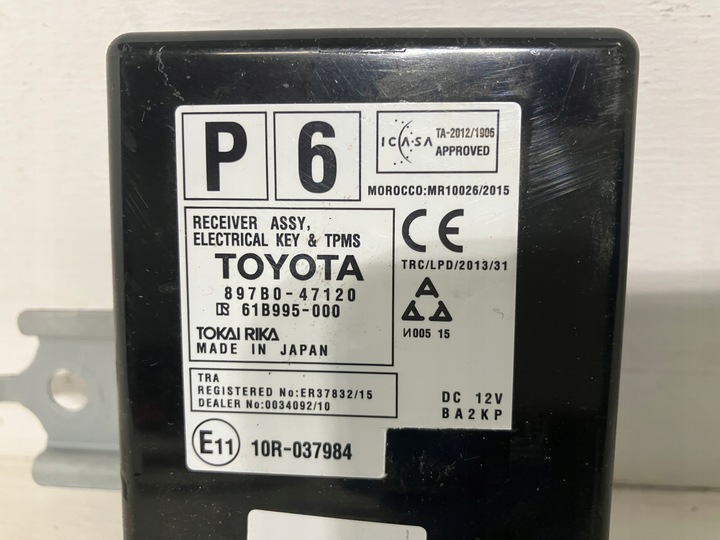 P 6
ICASA TA-2012/1906
APPROVED
MOROCCO:MR10026/2015
RECEIVER ASSY,
ELECTRICAL KEY & TPMS
TOYOTA
897B0-47120
61B995-000
TOKAI RIKA
MADE IN JAPAN
CE
TRC/LPD/2013/31
И005 15
TRA
REGISTERED No:ER37832/15
DEALER No:0034092/10
DC 12V
BA2KP
E11 10R-037984